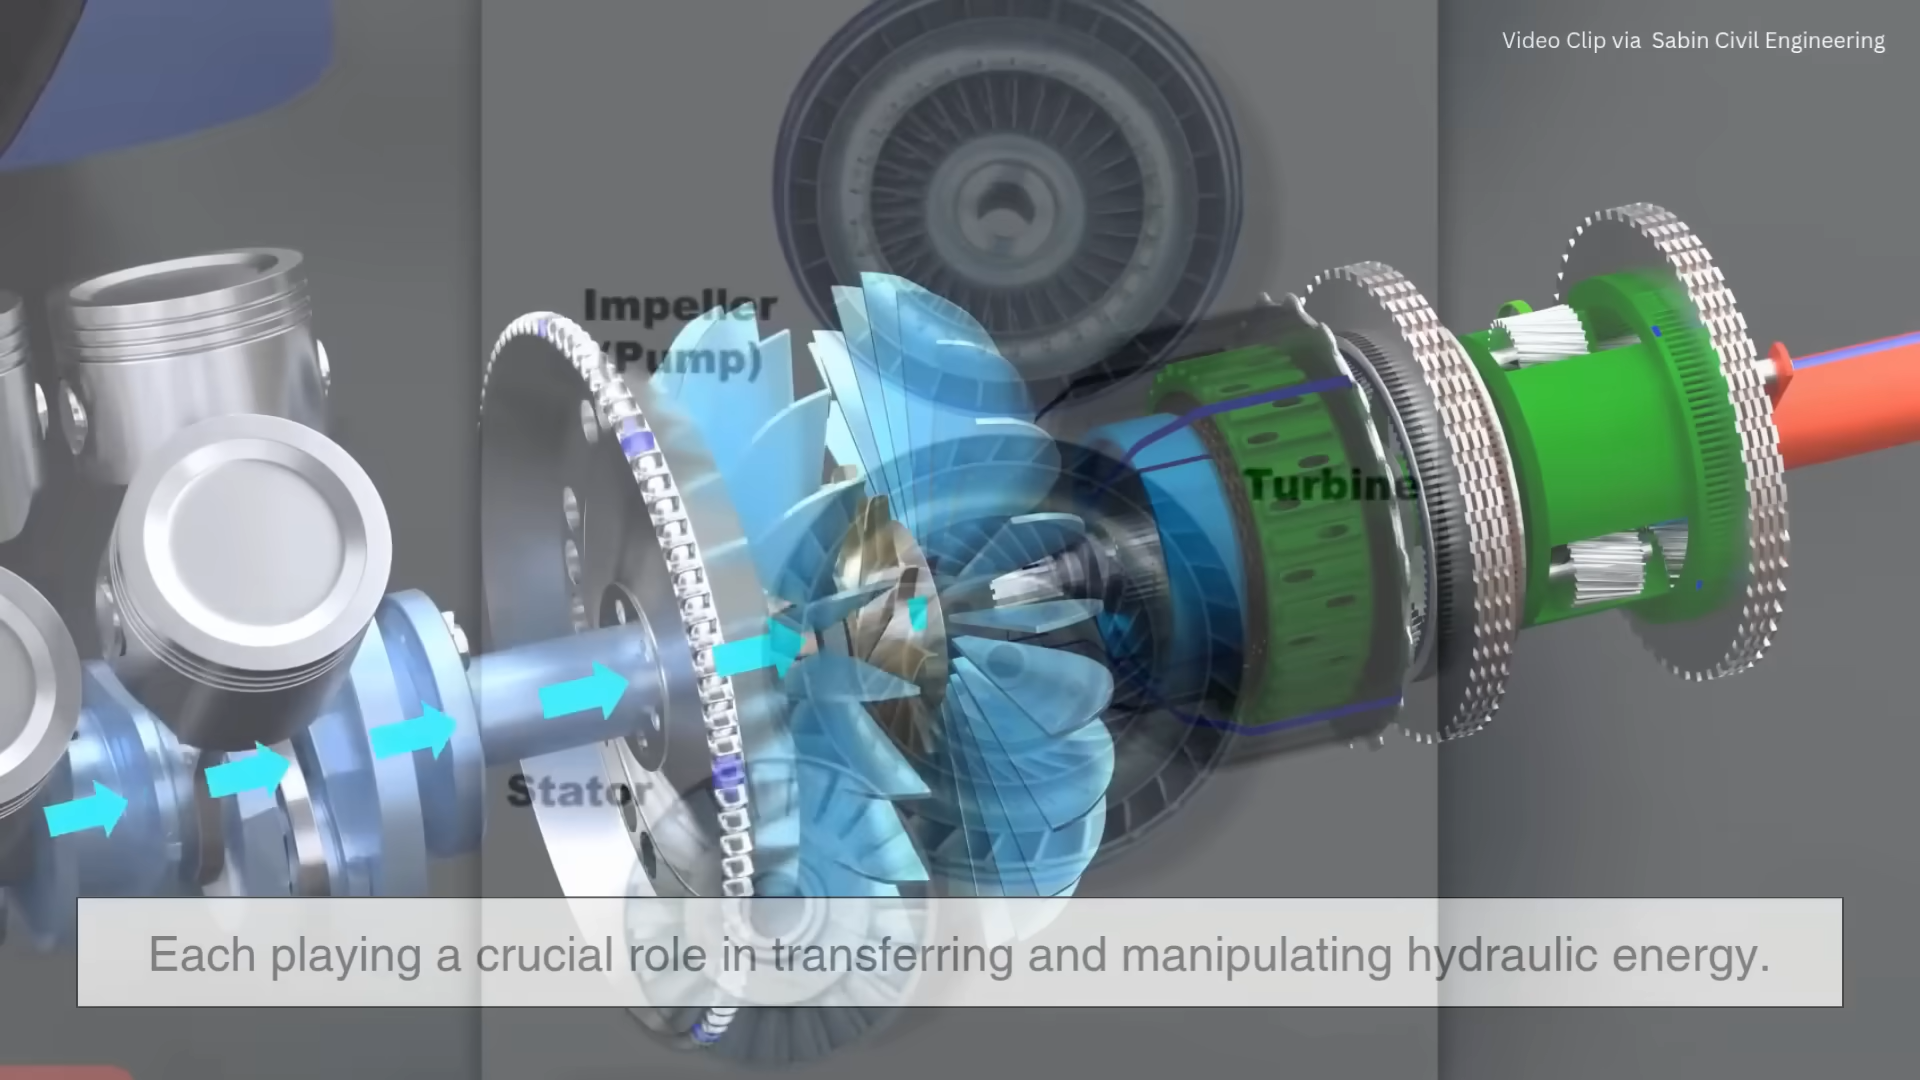 Video Clip via Sabin Civil Engineering
Impeller
(Pump)
Turbine
Stator
Each playing a crucial role in transferring and manipulating hydraulic energy.